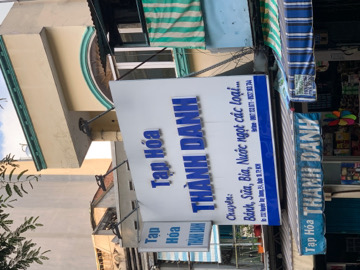 Tạp Hóa
THÀNH DANH
Chuyên:
Bánh, Sữa, Bia, Nước ngọt các loại...
Tạp
Hóa
THÀNH DANH
Tạp Hóa THÀNH DANH